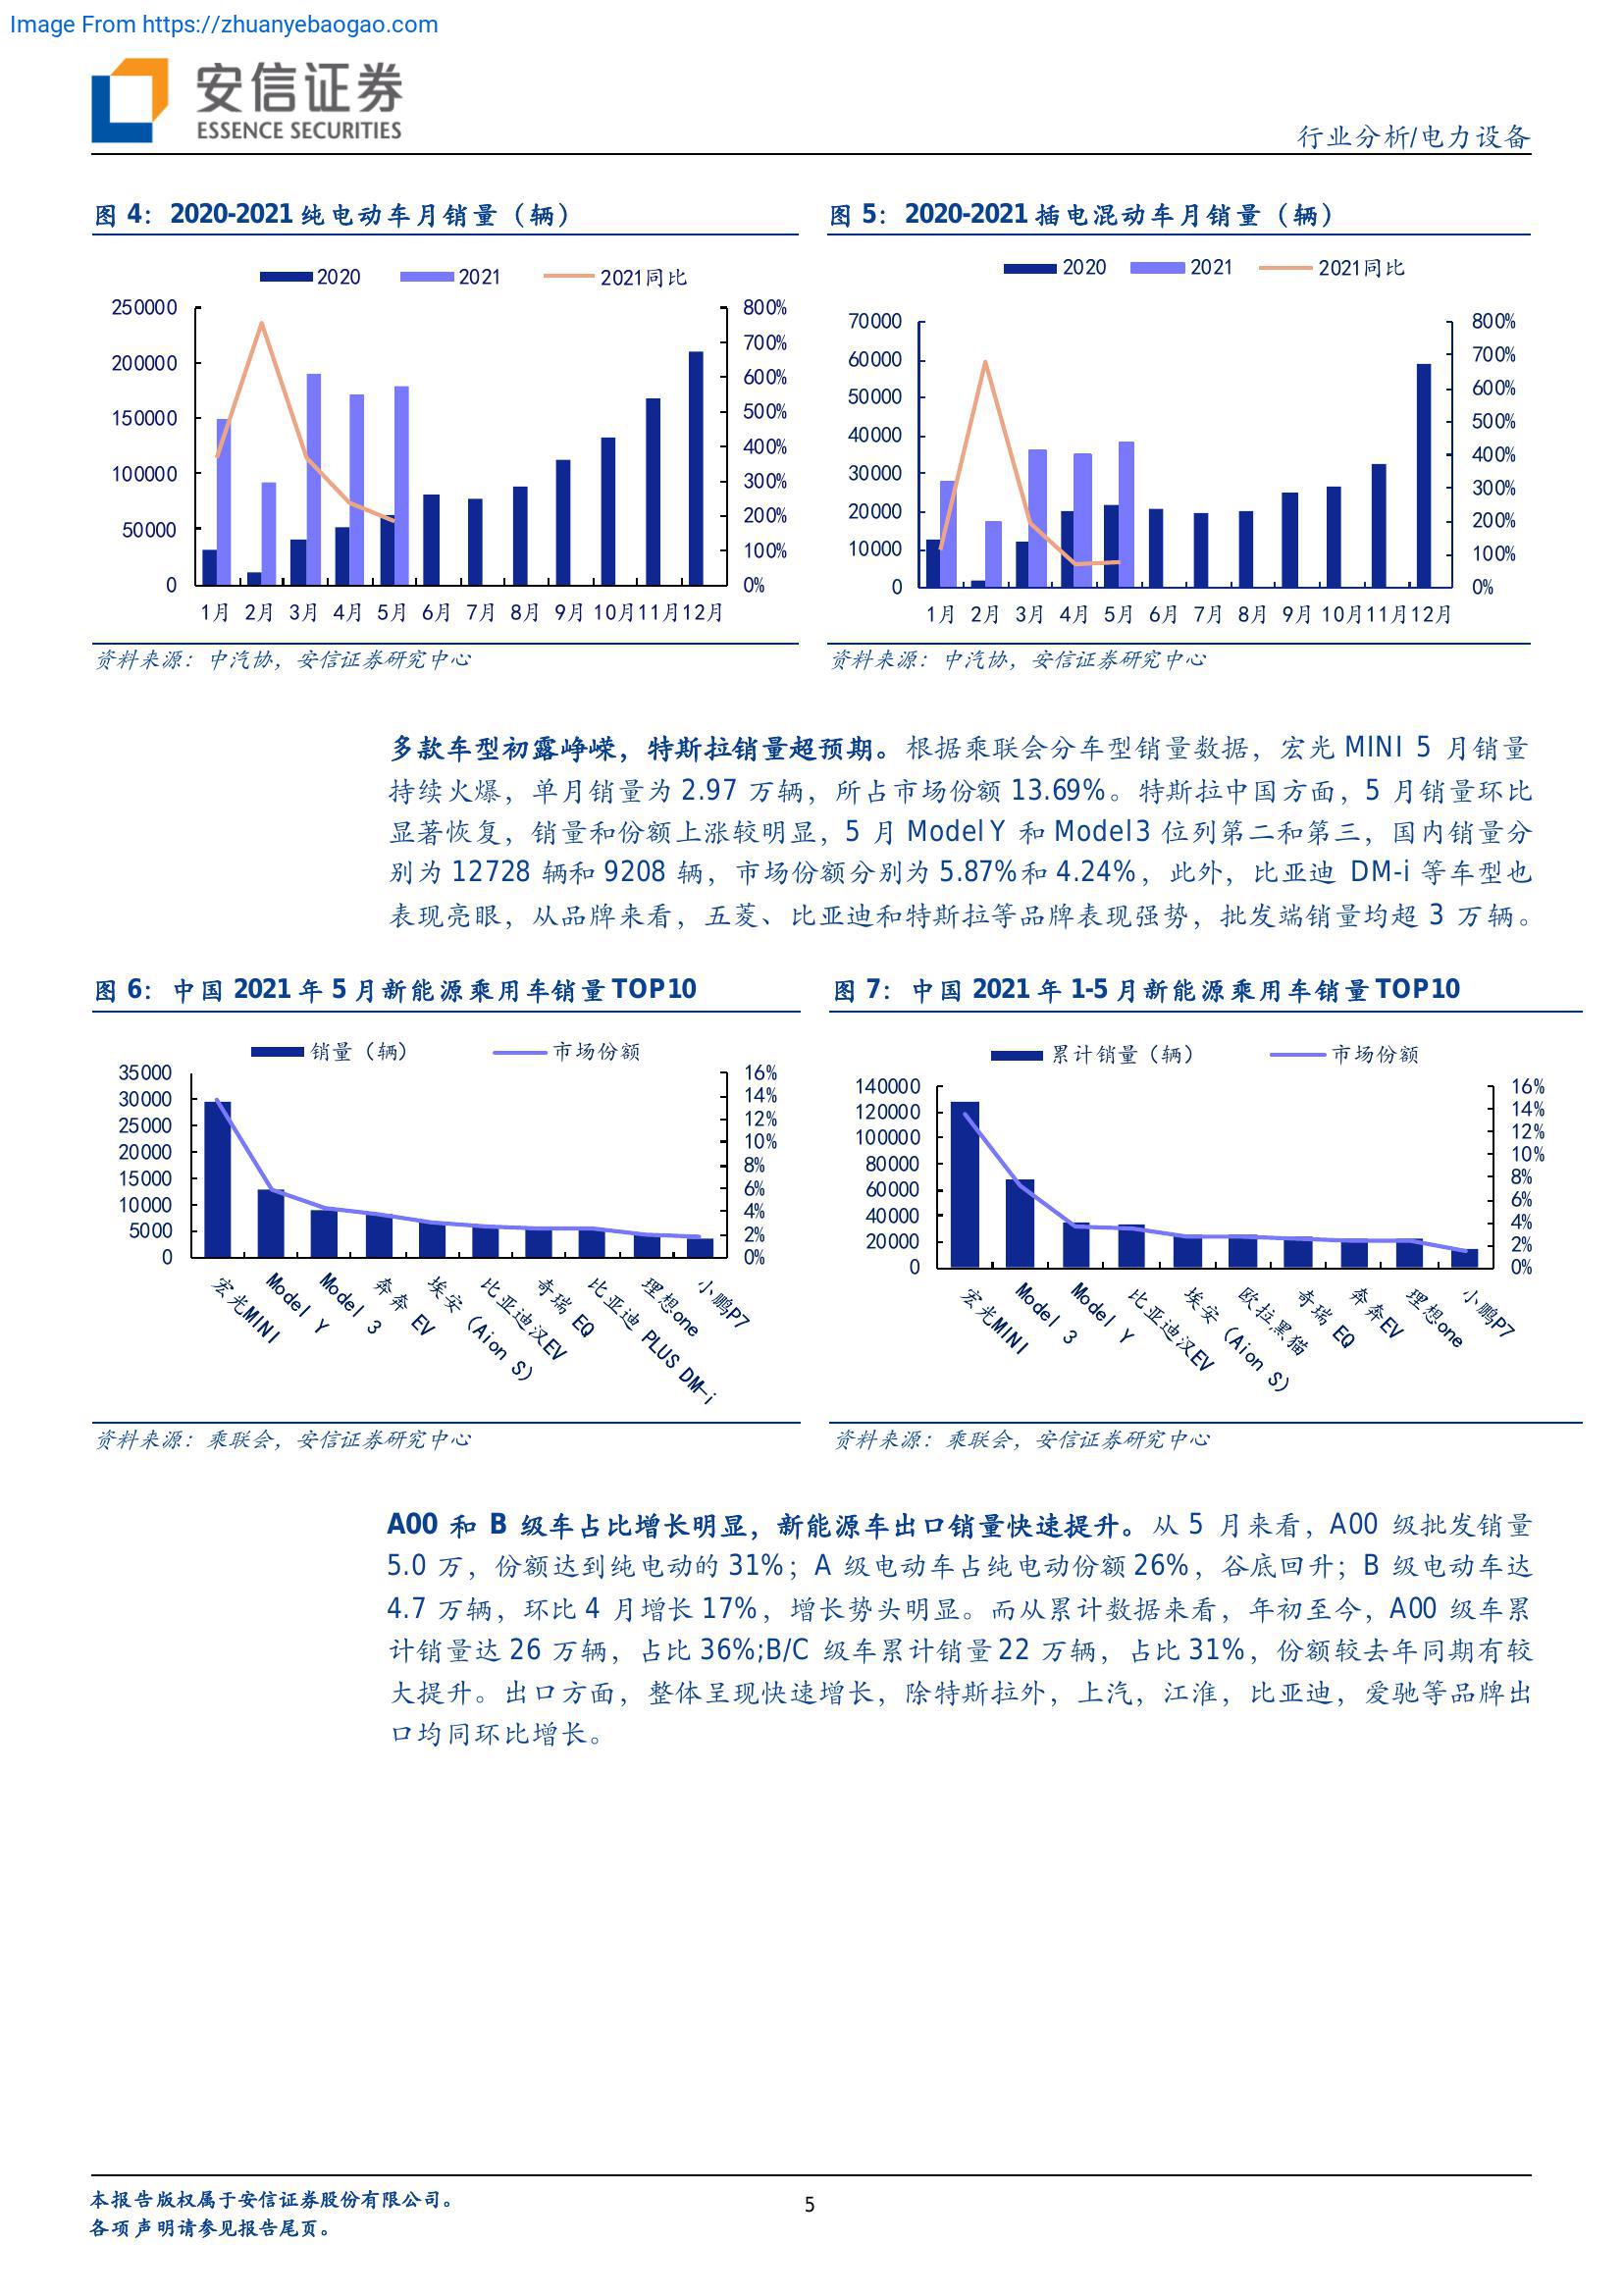 Image From https://zhuanyebaogao.com
安信证券
ESSENCE SECURITIES
行业分析/电力设备
图 4：2020-2021 纯电动车月销量（辆）
2020 2021 2021同比
250000
200000
150000
100000
50000
0
800%
700%
600%
500%
400%
300%
200%
100%
0%
1月 2月 3月 4月 5月 6月 7月 8月 9月 10月 11月 12月
资料来源：中汽协，安信证券研究中心
图 5：2020-2021 插电混动车月销量（辆）
2020 2021 2021同比
70000
60000
50000
40000
30000
20000
10000
0
800%
700%
600%
500%
400%
300%
200%
100%
0%
1月 2月 3月 4月 5月 6月 7月 8月 9月 10月 11月 12月
资料来源：中汽协，安信证券研究中心
多款车型初露峥嵘，特斯拉销量超预期。根据乘联会分车型销量数据，宏光 MINI 5 月销量
持续火爆，单月销量为 2.97 万辆，所占市场份额 13.69%。特斯拉中国方面，5 月销量环比
显著恢复，销量和份额上涨较明显，5 月 Model Y 和 Model3 位列第二和第三，国内销量分
别为 12728 辆和 9208 辆，市场份额分别为 5.87%和 4.24%，此外，比亚迪 DM-i 等车型也
表现亮眼，从品牌来看，五菱、比亚迪和特斯拉等品牌表现强势，批发端销量均超 3 万辆。
图 6：中国 2021 年 5 月新能源乘用车销量 TOP10
销量（辆） 市场份额
35000
30000
25000
20000
15000
10000
5000
0
16%
14%
12%
10%
8%
6%
4%
2%
0%
宏光MINI
Model Y
Model 3
奔奔 EV
埃安（Aion S）
比亚迪汉EV
奇瑞 EQ
比亚迪 PLUS DM-i
理想one
小鹏P7
资料来源：乘联会，安信证券研究中心
图 7：中国 2021 年 1-5 月新能源乘用车销量 TOP10
累计销量（辆） 市场份额
140000
120000
100000
80000
60000
40000
20000
0
16%
14%
12%
10%
8%
6%
4%
2%
0%
宏光MINI
Model 3
Model Y
比亚迪汉EV
埃安（Aion S）
欧拉黑猫
奇瑞 EQ
奔奔EV
理想one
小鹏P7
资料来源：乘联会，安信证券研究中心
A00 和 B 级车占比增长明显，新能源车出口销量快速提升。从 5 月来看，A00 级批发销量
5.0 万，份额达到纯电动的 31%；A 级电动车占纯电动份额 26%，谷底回升；B 级电动车达
4.7 万辆，环比 4 月增长 17%，增长势头明显。而从累计数据来看，年初至今，A00 级车累
计销量达 26 万辆，占比 36%;B/C 级车累计销量 22 万辆，占比 31%，份额较去年同期有较
大提升。出口方面，整体呈现快速增长，除特斯拉外，上汽，江淮，比亚迪，爱驰等品牌出
口均同环比增长。
本报告版权属于安信证券股份有限公司。
各项声明请参见报告尾页。
5